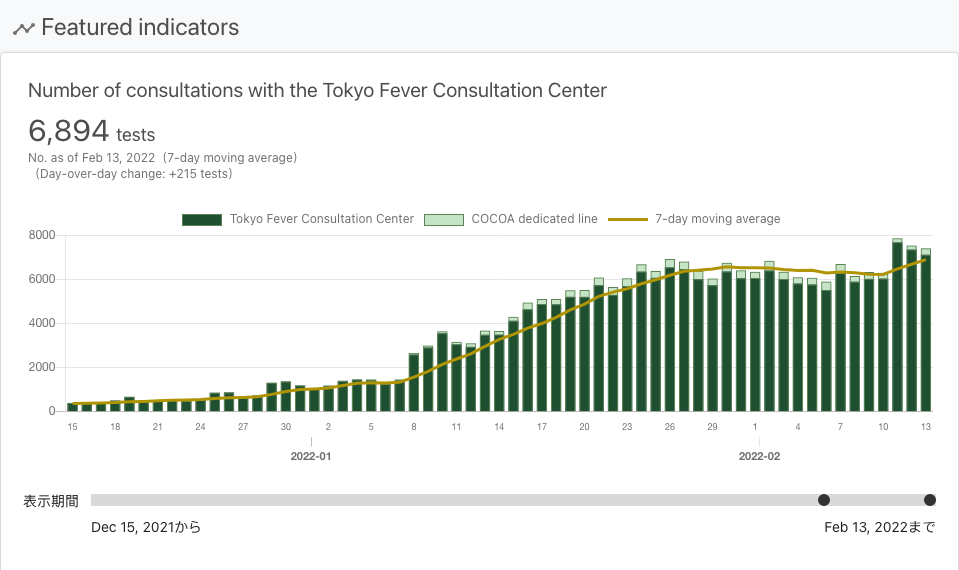 Featured indicators
Number of consultations with the Tokyo Fever Consultation Center
6,894 tests
No. as of Feb 13, 2022 (7-day moving average)
(Day-over-day change: +215 tests)
Tokyo Fever Consultation Center COCOA dedicated line 7-day moving average
8000
6000
4000
2000
0
15 18 21 24 27 30 2 5 8 11 14 17 20 23 26 29 1 4 7 10 13
2022-01 2022-02
表示期間
Dec 15, 2021から Feb 13, 2022まで